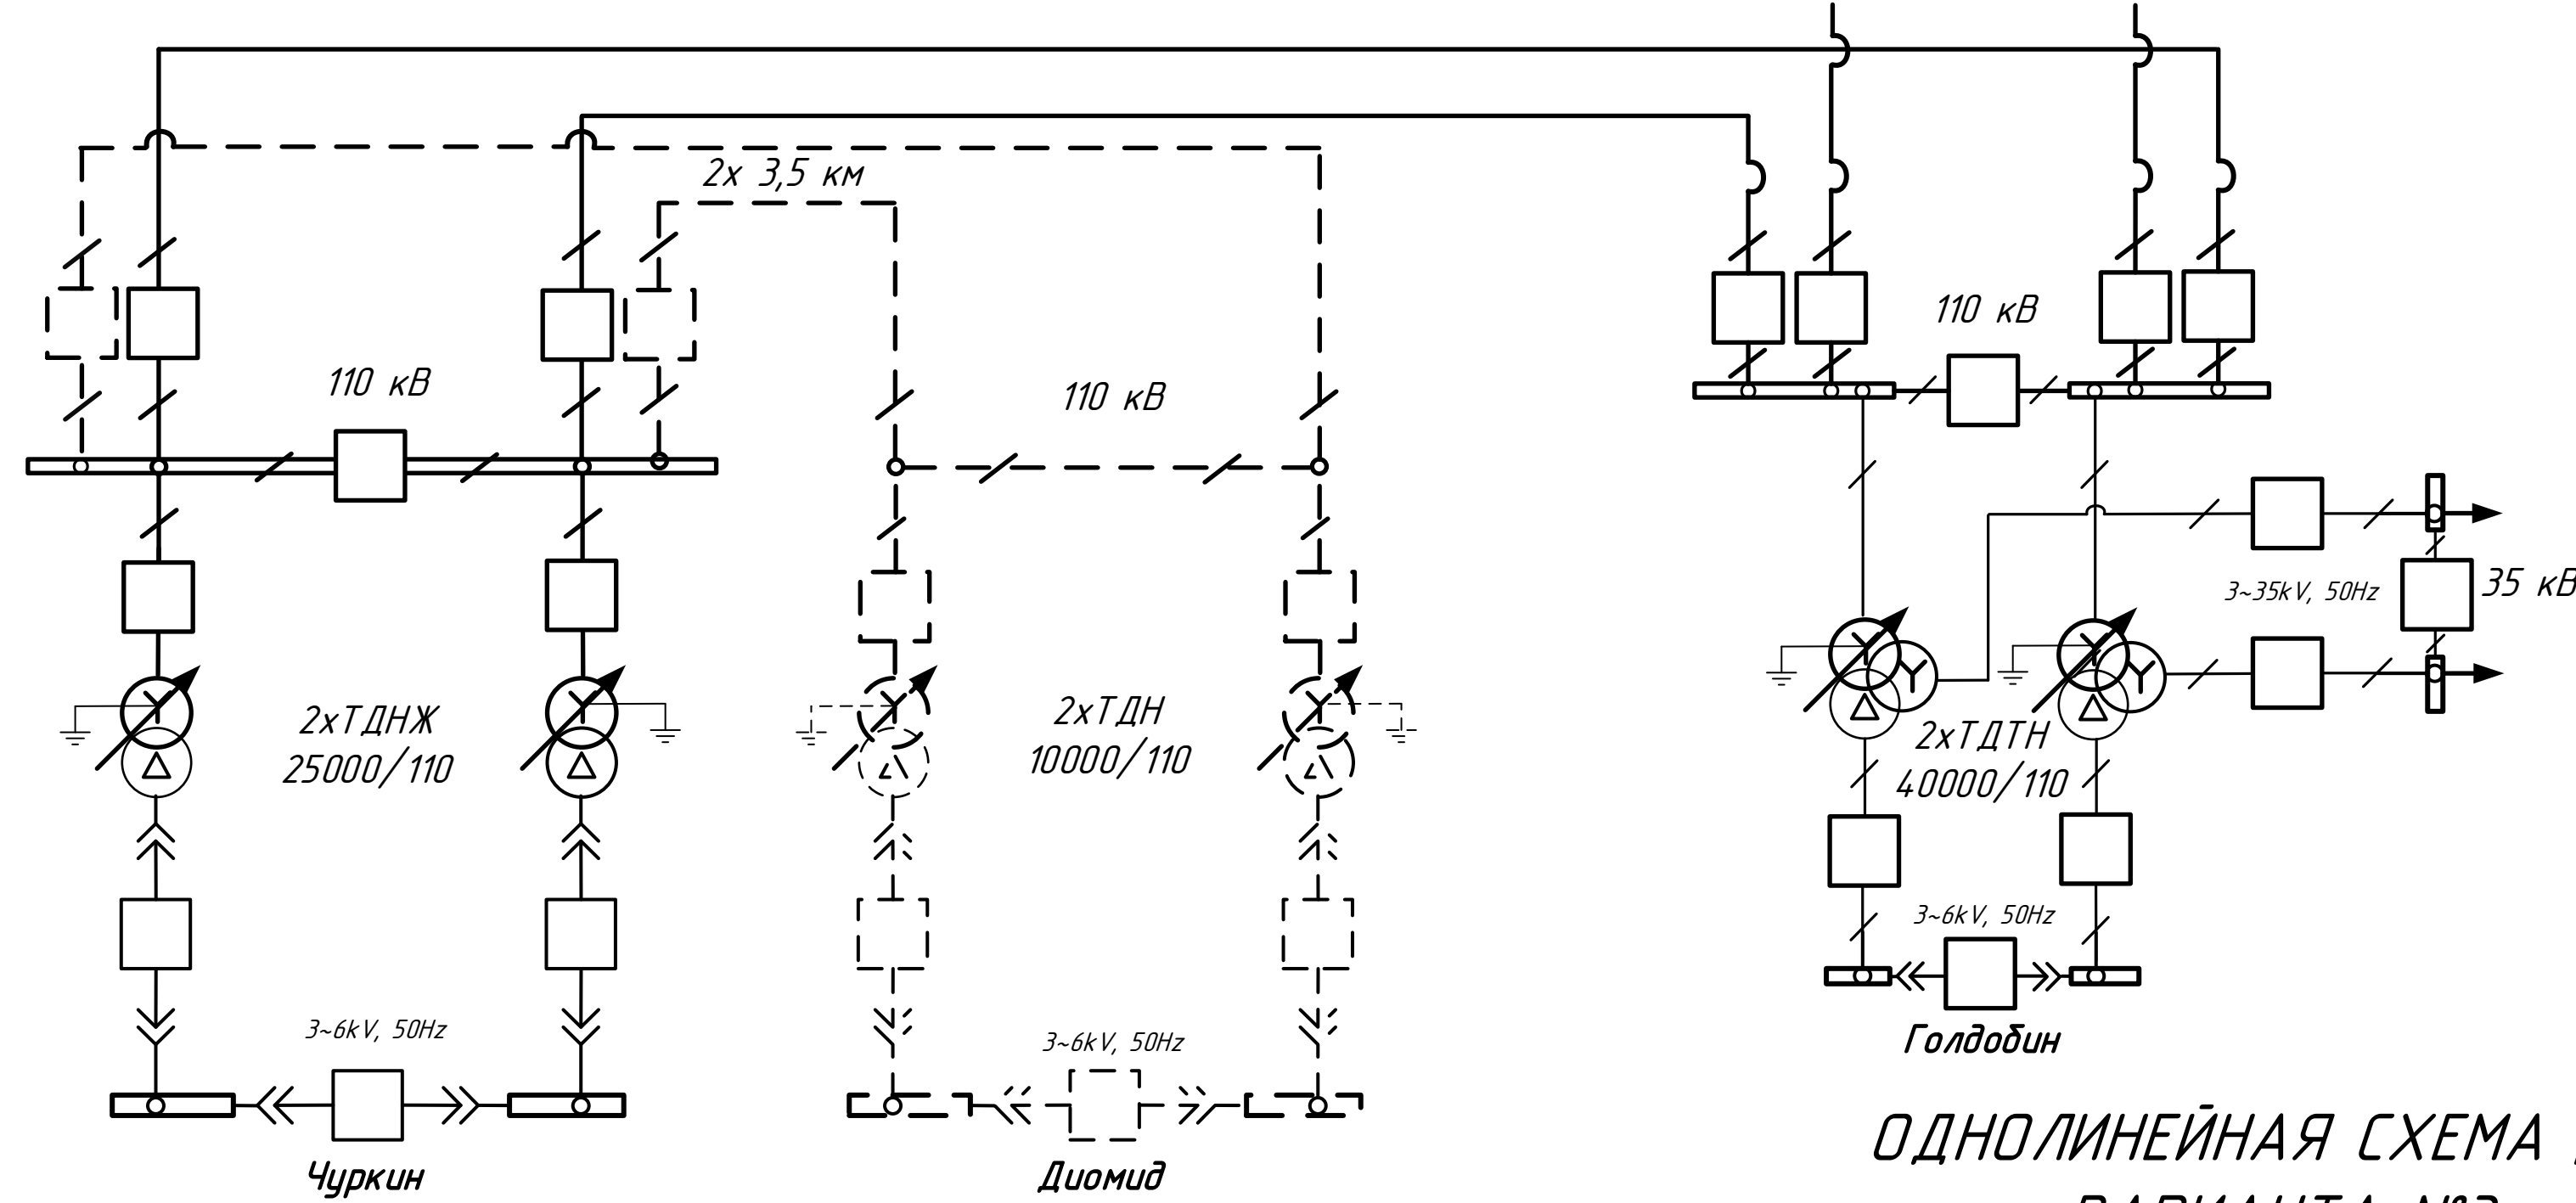 2х 3,5 км
110 кВ
110 кВ
110 кВ
3~35kV, 50Hz
35 кВ
2хТДНЖ
25000/110
2хТДН
10000/110
2хТДТН
40000/110
3~6kV, 50Hz
Голдобин
3~6kV, 50Hz
3~6kV, 50Hz
Чуркин
Диомид
ОДНОЛИНЕЙНАЯ СХЕМА